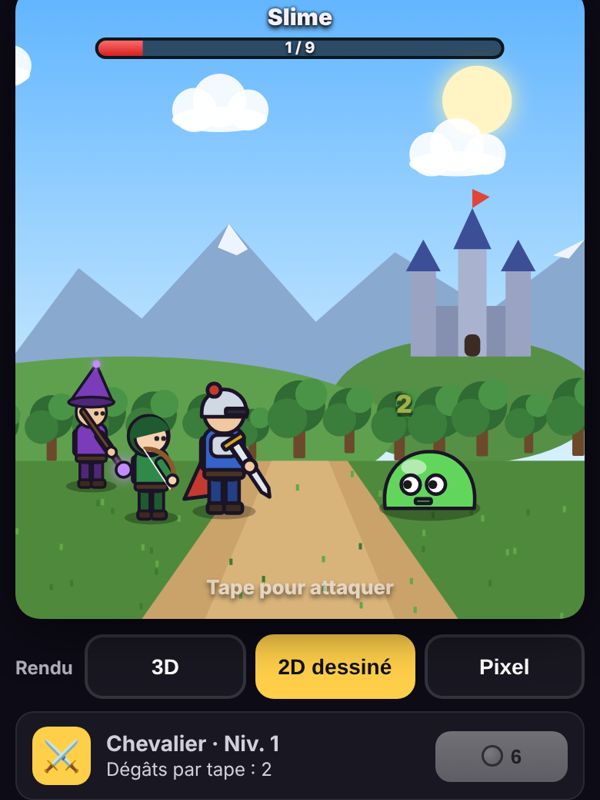 Slime
1 / 9
2
Tape pour attaquer
Rendu
3D
2D dessiné
Pixel
Chevalier · Niv. 1
Dégâts par tape : 2
6